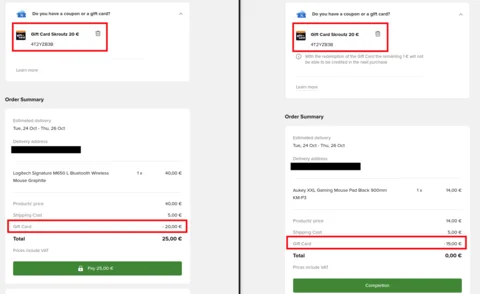 Do you have a coupon or a gift card?
Gift Card Skroutz 20 €
4T2YZB3B
Learn more
Order Summary
Estimated delivery
Tue, 24 Oct - Thu, 26 Oct
Delivery address
Logitech Signature M650 L Bluetooth Wireless 1 x 40,00 €
Mouse Graphite
Products' price 40,00 €
Shipping Cost 5,00 €
Gift Card -20,00 €
Total 25,00 €
Prices include VAT
Pay 25,00 €
Do you have a coupon or a gift card?
Gift Card Skroutz 20 €
4T2YZB3B
With the redemption of the Gift Card the remaining 1 € will not
be able to be credited in the next purchase.
Learn more
Order Summary
Estimated delivery
Tue, 24 Oct - Thu, 26 Oct
Delivery address
Aukey XXL Gaming Mouse Pad Black 900mm 1 x 14,00 €
KM-P3
Products' price 14,00 €
Shipping Cost 5,00 €
Gift Card -19,00 €
Total 0,00 €
Prices include VAT
Completion